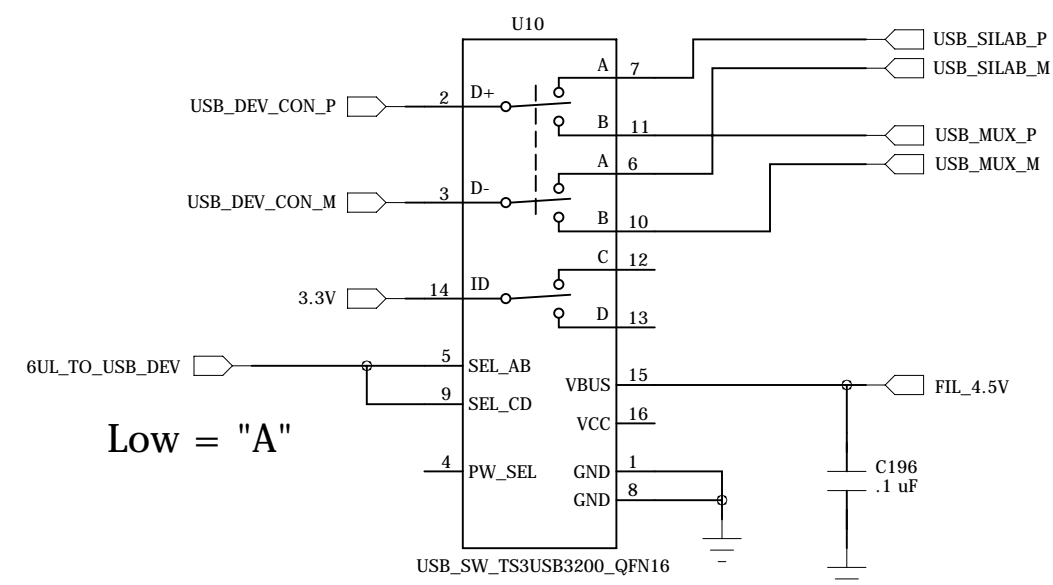 U10
USB_DEV_CON_P 2 D+ A 7 USB_SILAB_P
USB_SILAB_M
B 11 USB_MUX_P
A 6
USB_MUX_M
USB_DEV_CON_M 3 D-
B 10
C 12
3.3V 14 ID
D 13
6UL_TO_USB_DEV 5 SEL_AB
VBUS 15 FIL_4.5V
9 SEL_CD
VCC 16
Low = "A"
4 PW_SEL
GND 1
GND 8
C196
.1 uF
USB_SW_TS3USB3200_QFN16